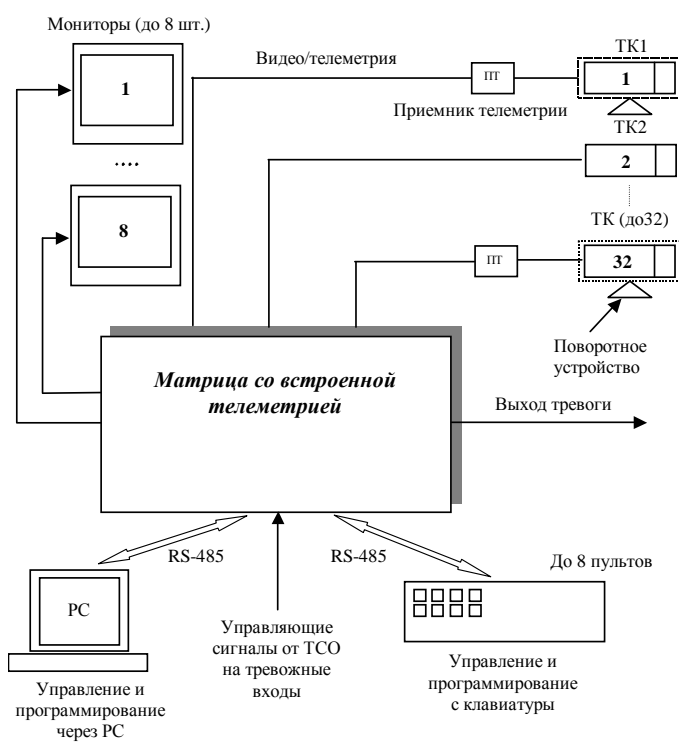 Мониторы (до 8 шт.)
1
....
8
Видео/телеметрия
ПТ
Приемник телеметрии
ТК1
1
ТК2
2
ТК (до32)
ПТ
32
Поворотное
устройство
Матрица со встроенной
телеметрией
Выход тревоги
RS-485
RS-485
До 8 пультов
PC
Управление и
программирование
через PC
Управляющие
сигналы от ТСО
на тревожные
входы
Управление и
программирование
с клавиатуры